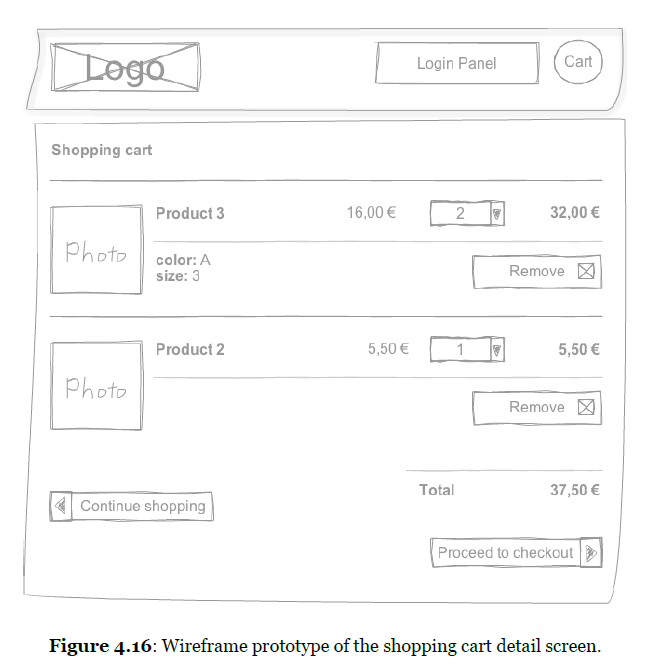 Logo
Login Panel
Cart
Shopping cart
Photo
Product 3
16,00 €
2
32,00 €
color: A
size: 3
Remove
Photo
Product 2
5,50 €
1
5,50 €
Remove
Total
37,50 €
Continue shopping
Proceed to checkout
Figure 4.16: Wireframe prototype of the shopping cart detail screen.